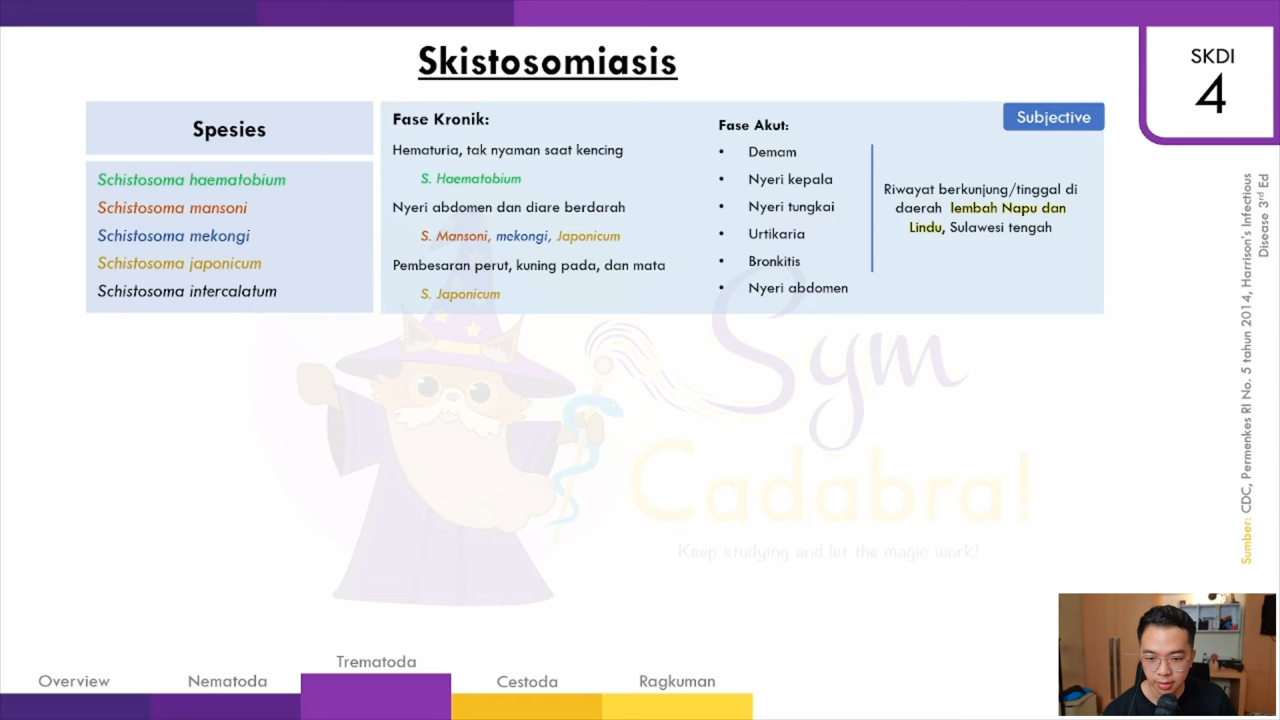 Skistosomiasis
SKDI
4
Spesies
Schistosoma haematobium
Schistosoma mansoni
Schistosoma mekongi
Schistosoma japonicum
Schistosoma intercalatum
Fase Kronik:
Hematuria, tak nyaman saat kencing
S. Haematobium
Nyeri abdomen dan diare berdarah
S. Mansoni, mekongi, Japonicum
Pembesaran perut, kuning pada, dan mata
S. Japonicum
Fase Akut:
• Demam
• Nyeri kepala
• Nyeri tungkai
• Urtikaria
• Bronkitis
• Nyeri abdomen
Subjective
Riwayat berkunjung/tinggal di
daerah lembah Napu dan
Lindu, Sulawesi tengah
Sumber: CDC, Permenkes RI No. 5 tahun 2014, Harrison's Infectious
Disease 3rd Ed
Sym
Cadabra!
Keep studying and let the magic work!
Overview
Nematoda
Trematoda
Cestoda
Ragkuman